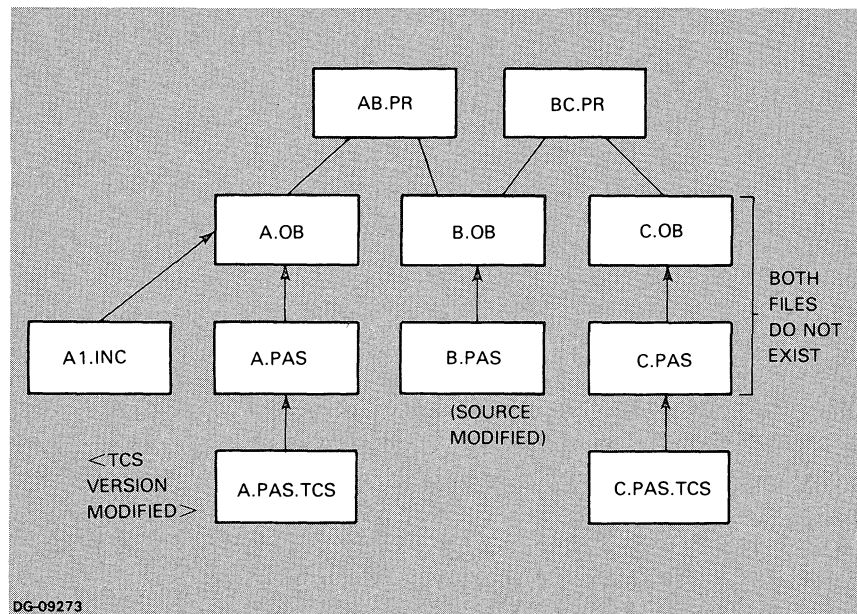 AB.PR
BC.PR
A.OB
B.OB
C.OB
BOTH
FILES
DO NOT
EXIST
A1.INC
A.PAS
B.PAS
C.PAS
(SOURCE
MODIFIED)
<TCS
VERSION
MODIFIED>
A.PAS.TCS
C.PAS.TCS
DG-09273